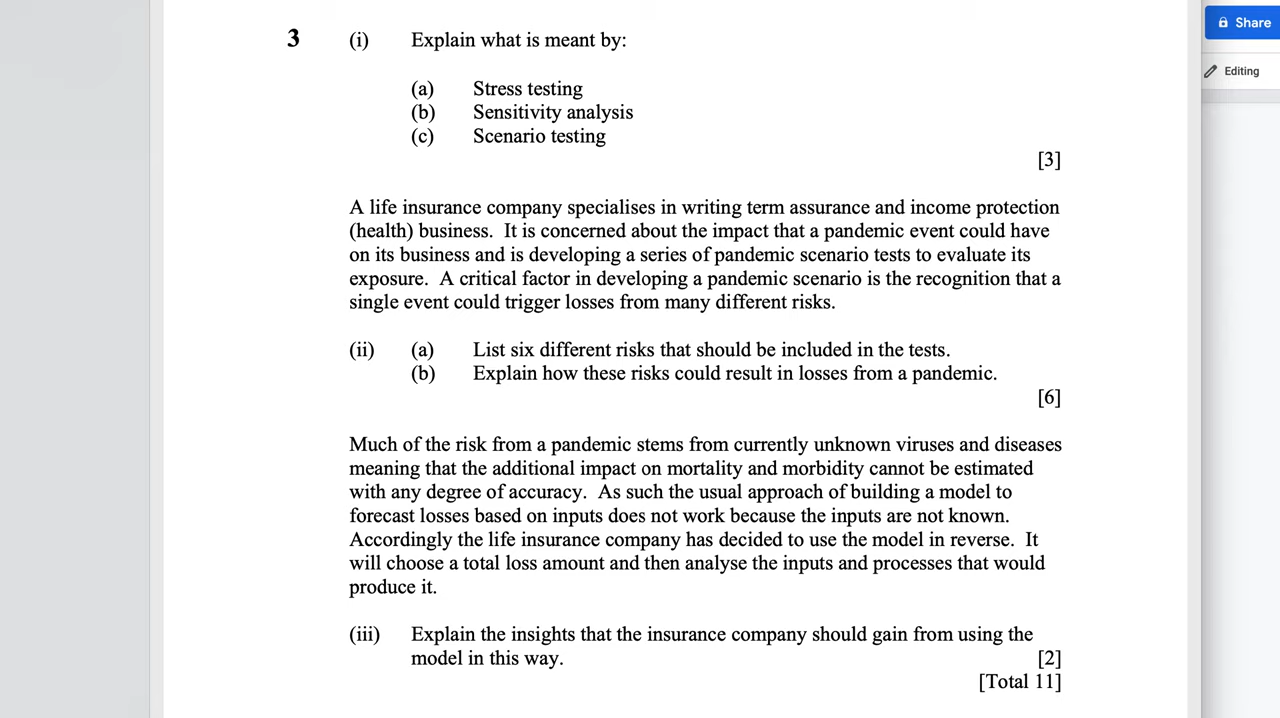 3 (i) Explain what is meant by:
(a) Stress testing
(b) Sensitivity analysis
(c) Scenario testing
[3]
A life insurance company specialises in writing term assurance and income protection
(health) business. It is concerned about the impact that a pandemic event could have
on its business and is developing a series of pandemic scenario tests to evaluate its
exposure. A critical factor in developing a pandemic scenario is the recognition that a
single event could trigger losses from many different risks.
(ii) (a) List six different risks that should be included in the tests.
(b) Explain how these risks could result in losses from a pandemic.
[6]
Much of the risk from a pandemic stems from currently unknown viruses and diseases
meaning that the additional impact on mortality and morbidity cannot be estimated
with any degree of accuracy. As such the usual approach of building a model to
forecast losses based on inputs does not work because the inputs are not known.
Accordingly the life insurance company has decided to use the model in reverse. It
will choose a total loss amount and then analyse the inputs and processes that would
produce it.
(iii) Explain the insights that the insurance company should gain from using the
model in this way. [2]
[Total 11]
Share
Editing